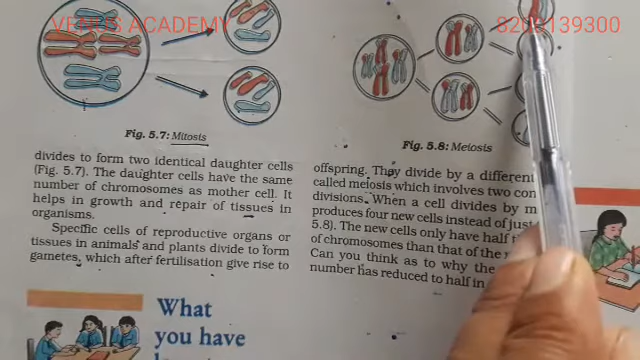 VENUS ACADEMY
8200139300
Fig. 5.7: Mitosis
divides to form two identical daughter cells
(Fig. 5.7). The daughter cells have the same
number of chromosomes as mother cell. It
helps in growth and repair of tissues in
organisms.
Specific cells of reproductive organs or
tissues in animals and plants divide to form
gametes, which after fertilisation give rise to
Fig. 5.8: Meiosis
offspring. They divide by a different
called meiosis which involves two con
divisions. When a cell divides by m
produces four new cells instead of just
5.8). The new cells only have half
of chromosomes than that of the
Can you think as to why the
number has reduced to half in
What
you have